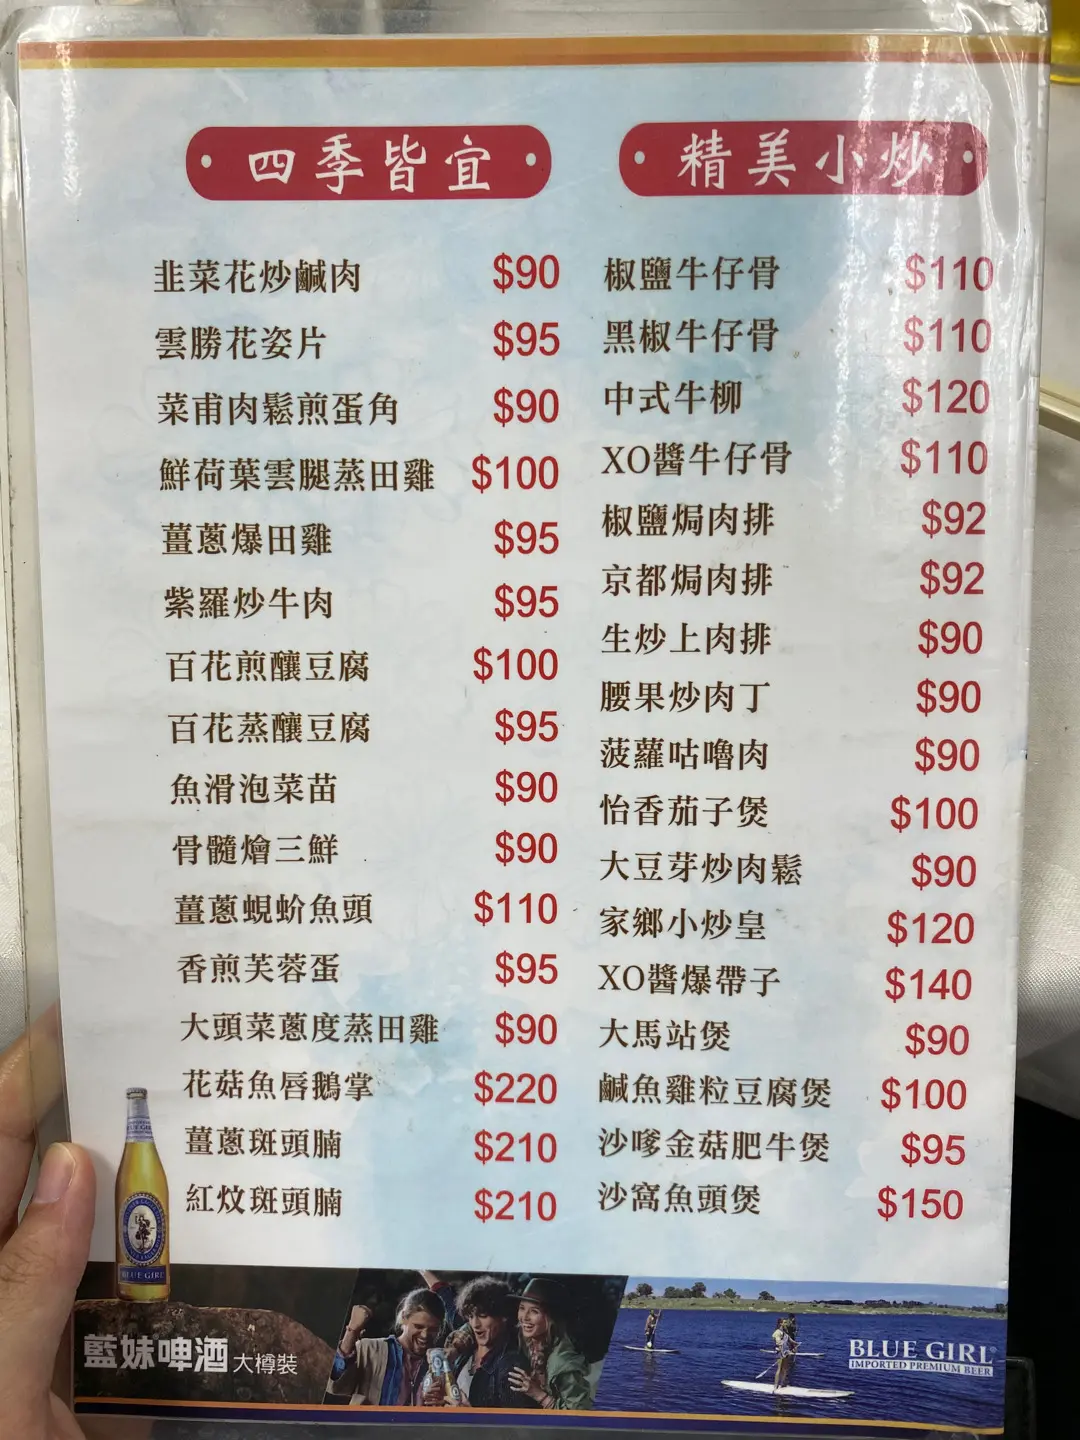 四季皆宜
韭菜花炒鹹肉 $90
雲勝花姿片 $95
菜甫肉鬆煎蛋角 $90
鮮荷葉雲腿蒸田雞 $100
薑蔥爆田雞 $95
紫羅炒牛肉 $95
百花煎釀豆腐 $100
百花蒸釀豆腐 $95
魚滑泡菜苗 $90
骨髓燴三鮮 $90
薑蔥蜆蚧魚頭 $110
香煎芙蓉蛋 $95
大頭菜蔥度蒸田雞 $90
花菇魚唇鵝掌 $220
薑蔥斑頭腩 $210
紅炆斑頭腩 $210
精美小炒
椒鹽牛仔骨 $110
黑椒牛仔骨 $110
中式牛柳 $120
XO醬牛仔骨 $110
椒鹽焗肉排 $92
京都焗肉排 $92
生炒上肉排 $90
腰果炒肉丁 $90
菠蘿咕嚕肉 $90
怡香茄子煲 $100
大豆芽炒肉鬆 $90
家鄉小炒皇 $120
XO醬爆帶子 $140
大馬站煲 $90
鹹魚雞粒豆腐煲 $100
沙嗲金菇肥牛煲 $95
沙窩魚頭煲 $150
BLUE GIRL
藍妹啤酒 大樽裝
BLUE GIRL
IMPORTED PREMIUM BEER